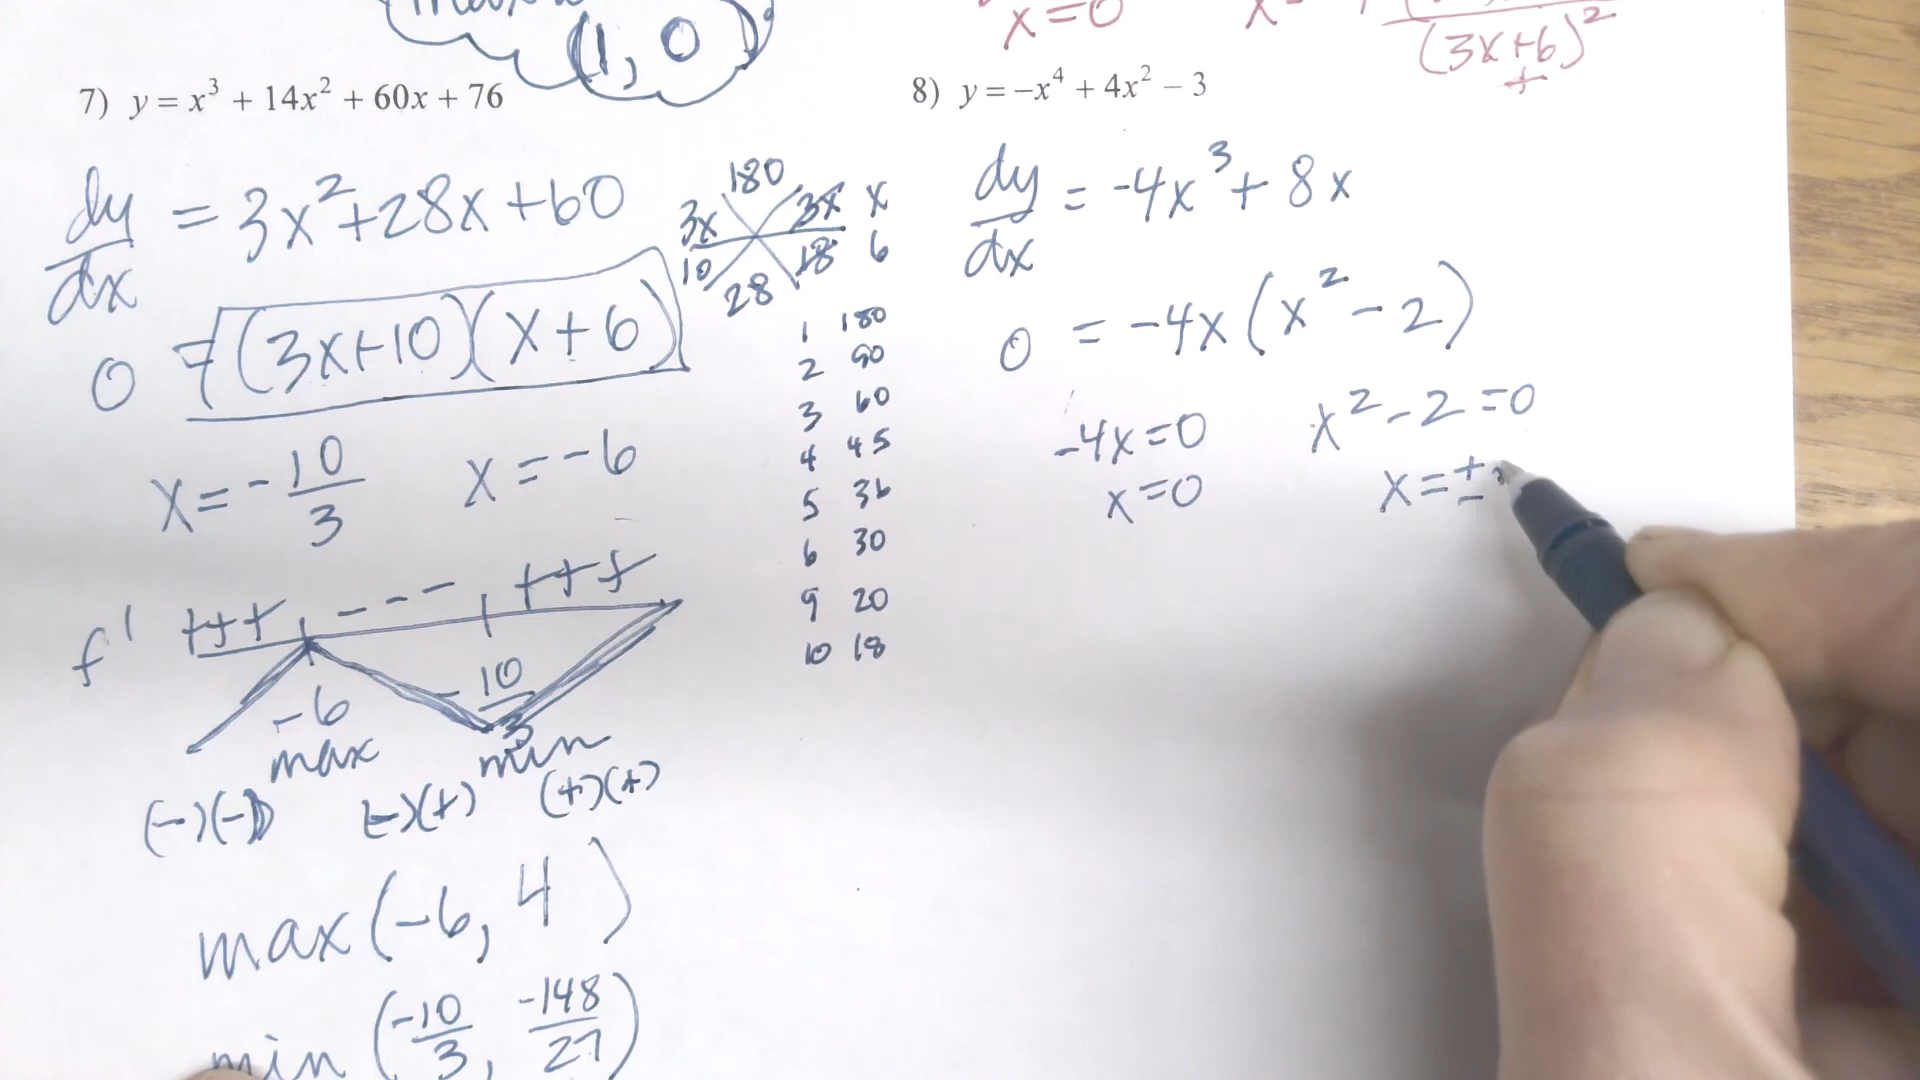 (1, 0)
x=0
(3x+6)²
+
7) y = x³ + 14x² + 60x + 76
dy/dx = 3x²+28x+60
180
3x 3x x
10 18 6
28
0 = (3x+10)(x+6)
x = -10/3 x = -6
1 180
2 90
3 60
4 45
5 36
6 30
9 20
10 18
f' +++ --- +++
-6 -10/3
max min
(-)(-) (-)(+) (+)(+)
max (-6, 4)
min (-10/3, -148/27)
8) y = −x⁴ + 4x² − 3
dy/dx = -4x³ + 8x
0 = -4x(x² - 2)
-4x=0 x²-2=0
x=0 x=±